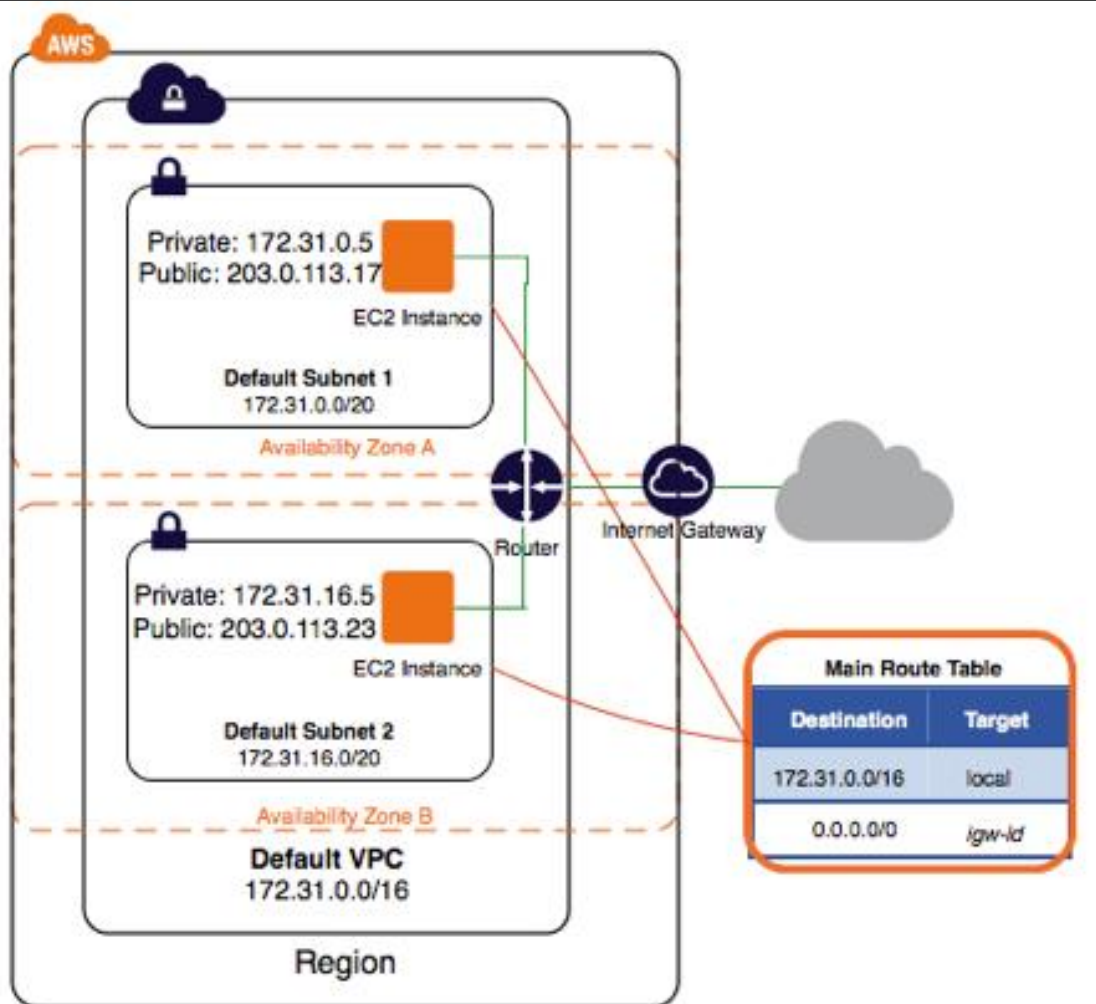 AWS
Private: 172.31.0.5
Public: 203.0.113.17
EC2 Instance
Default Subnet 1
172.31.0.0/20
Availability Zone A
Router
Internet Gateway
Private: 172.31.16.5
Public: 203.0.113.23
EC2 Instance
Default Subnet 2
172.31.16.0/20
Availability Zone B
Default VPC
172.31.0.0/16
Region
Main Route Table
Destination Target
172.31.0.0/16 local
0.0.0.0/0 igw-id